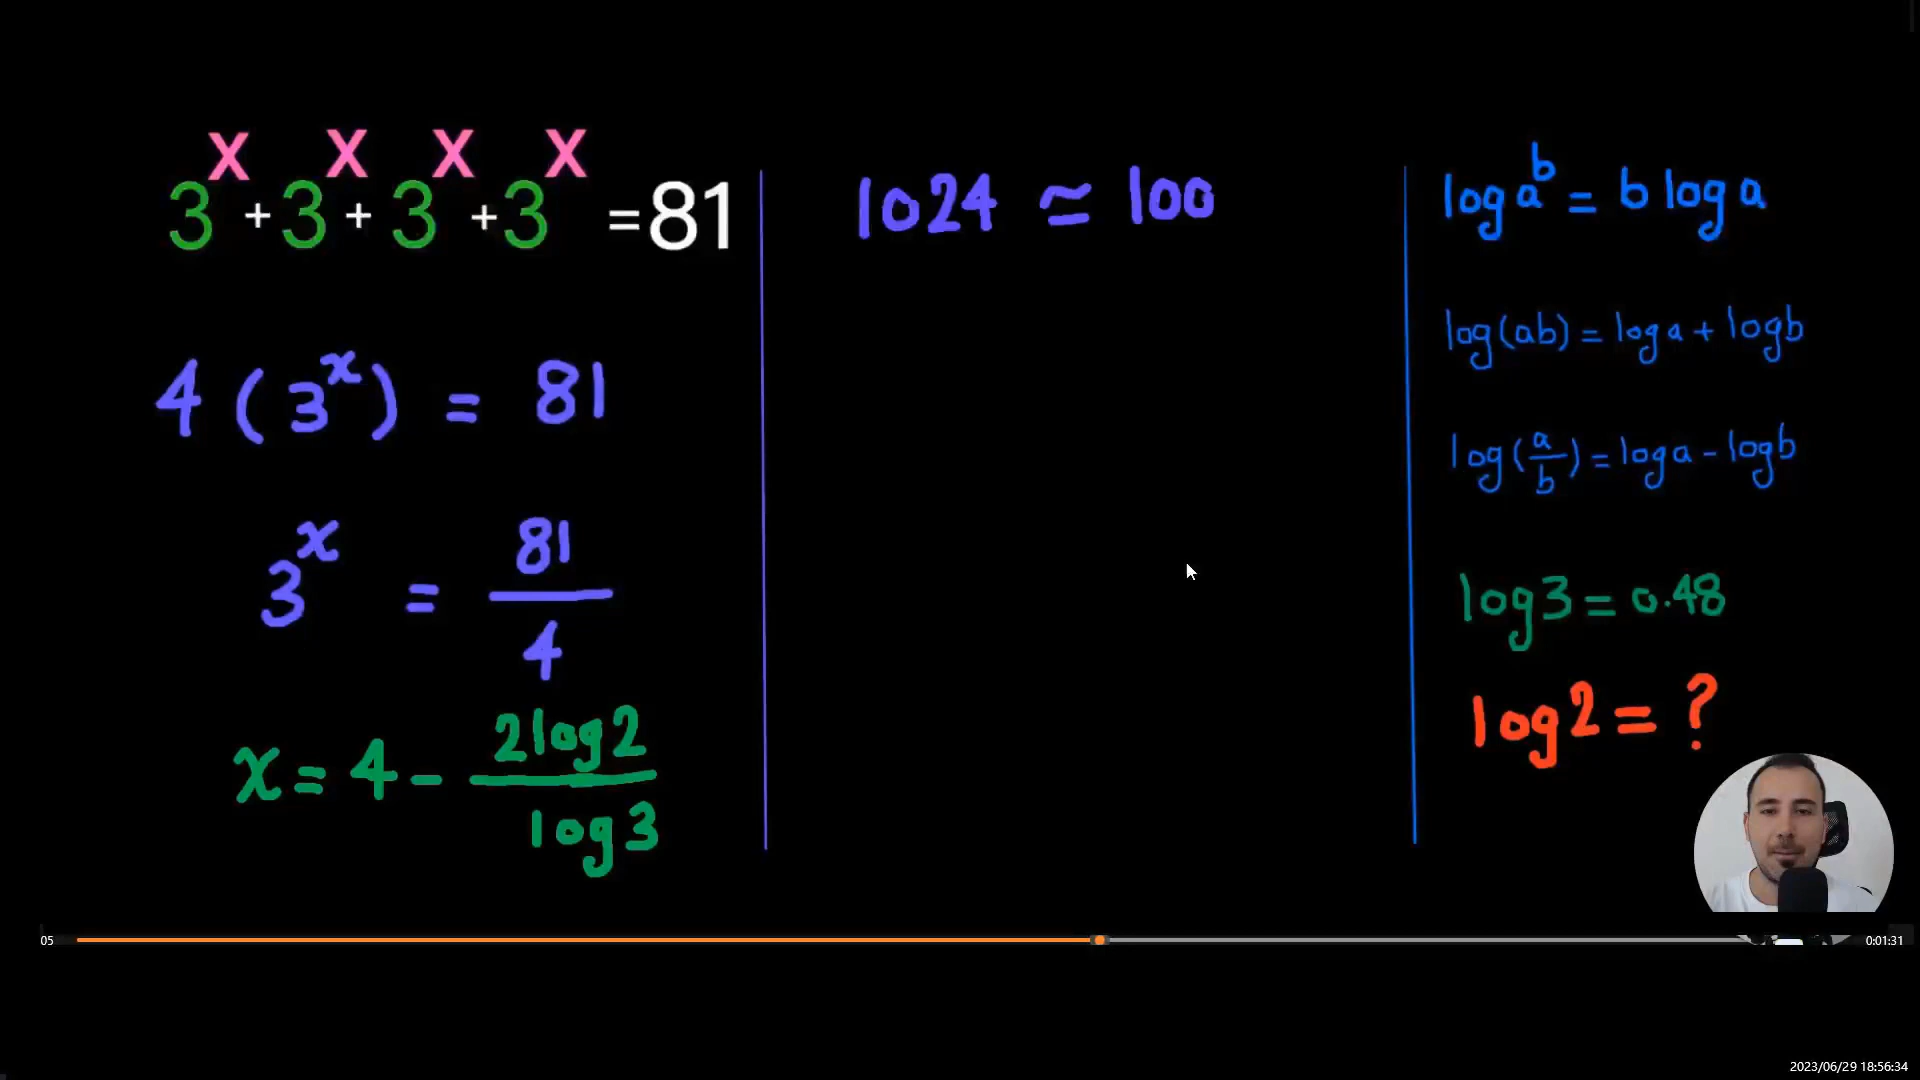 3^x + 3^x + 3^x + 3^x = 81
4 ( 3^x ) = 81
3^x = 81/4
x = 4 - 2log2/log3
1024 ≃ 100
log a^b = b log a
log(ab) = log a + log b
log(a/b) = log a - log b
log3 = 0.48
log2 = ?
05
0:01:31
2023/06/29 18:56:34